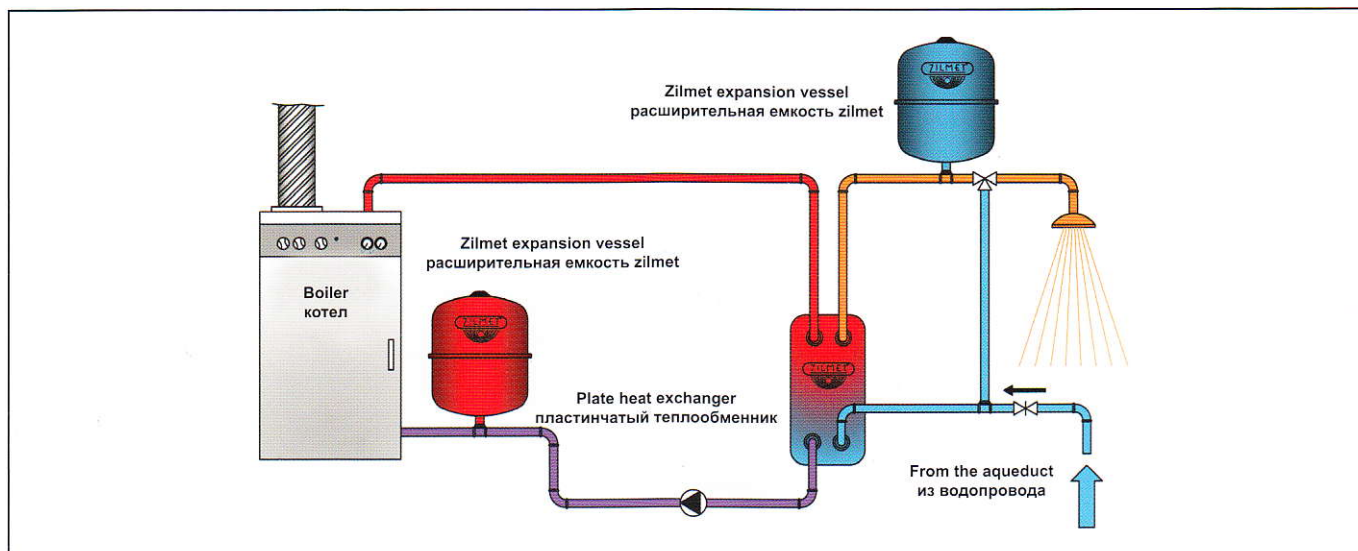 Zilmet expansion vessel
расширительная емкость zilmet
ZILMET
Zilmet expansion vessel
расширительная емкость zilmet
Boiler
котел
ZILMET
ZILMET
Plate heat exchanger
пластинчатый теплообменник
From the aqueduct
из водопровода